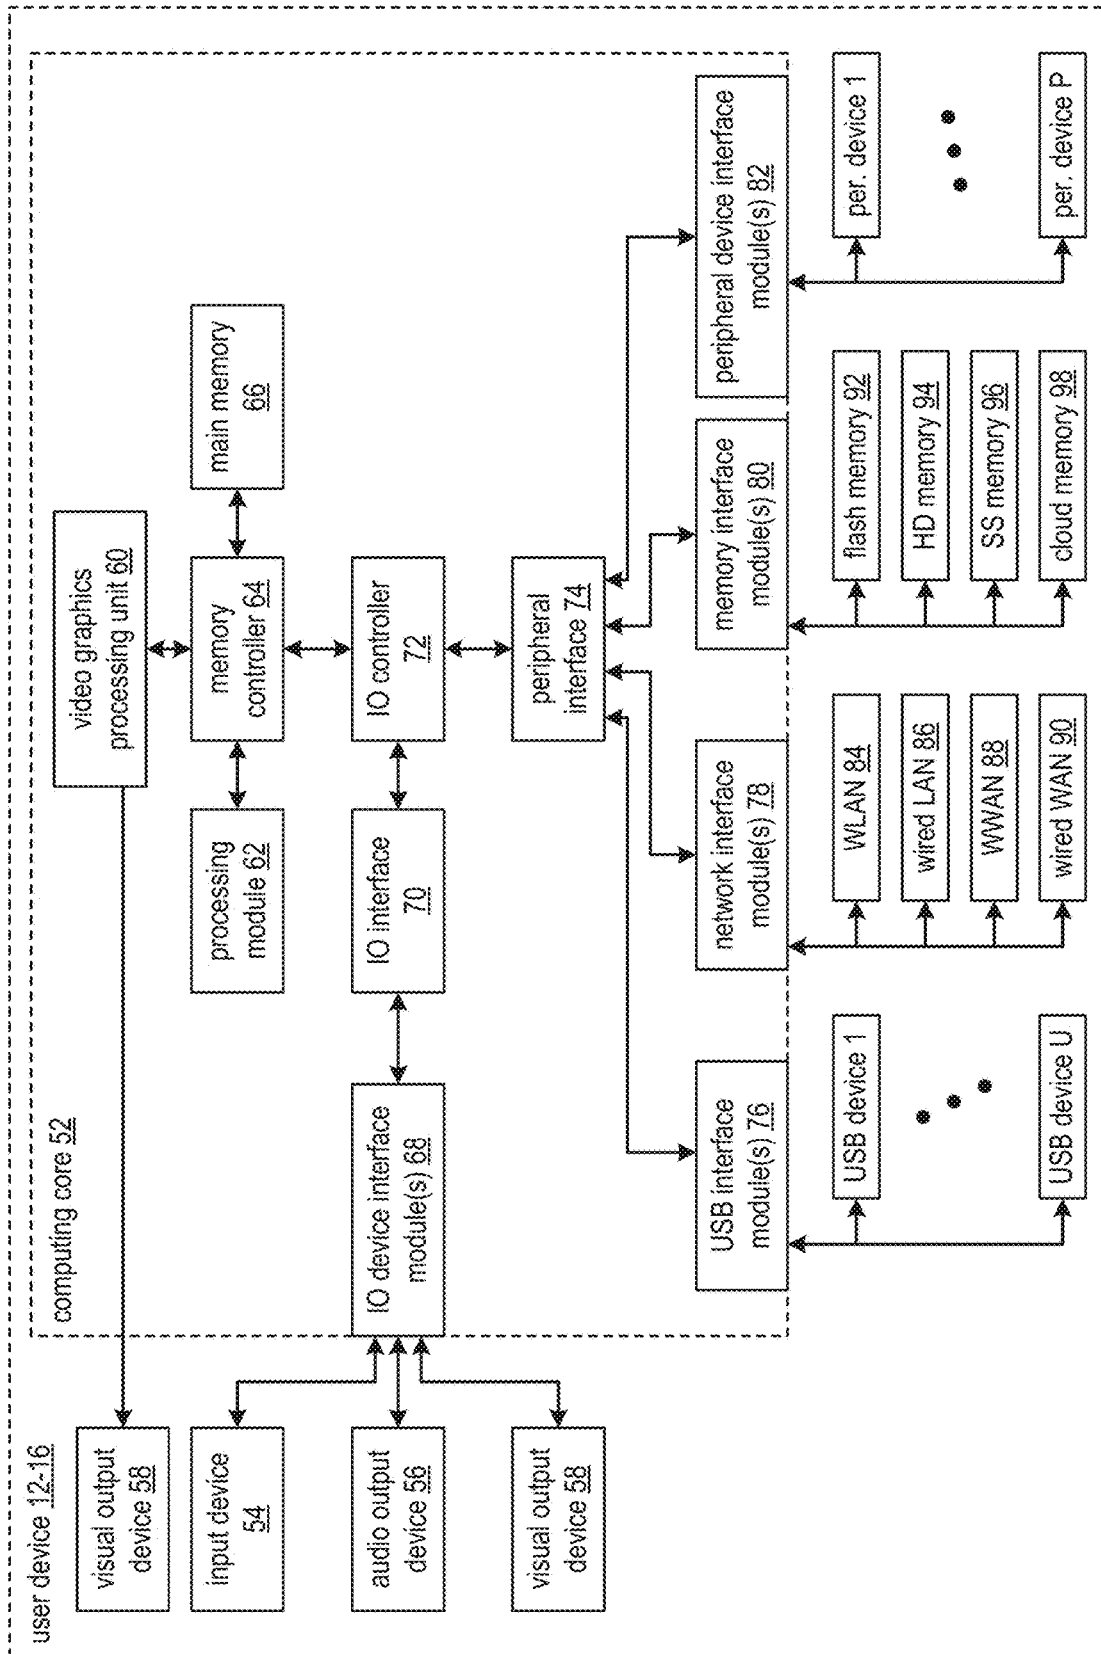 user device 12-16
computing core 52
visual output
device 58
video graphics
processing unit 60
input device
54
processing
module 62
memory
controller 64
main memory
66
audio output
device 56
IO device interface
module(s) 68
IO interface
70
IO controller
72
visual output
device 58
peripheral
interface 74
USB interface
module(s) 76
network interface
module(s) 78
memory interface
module(s) 80
peripheral device interface
module(s) 82
USB device 1
USB device U
WLAN 84
wired LAN 86
WWAN 88
wired WAN 90
flash memory 92
HD memory 94
SS memory 96
cloud memory 98
per. device 1
per. device P